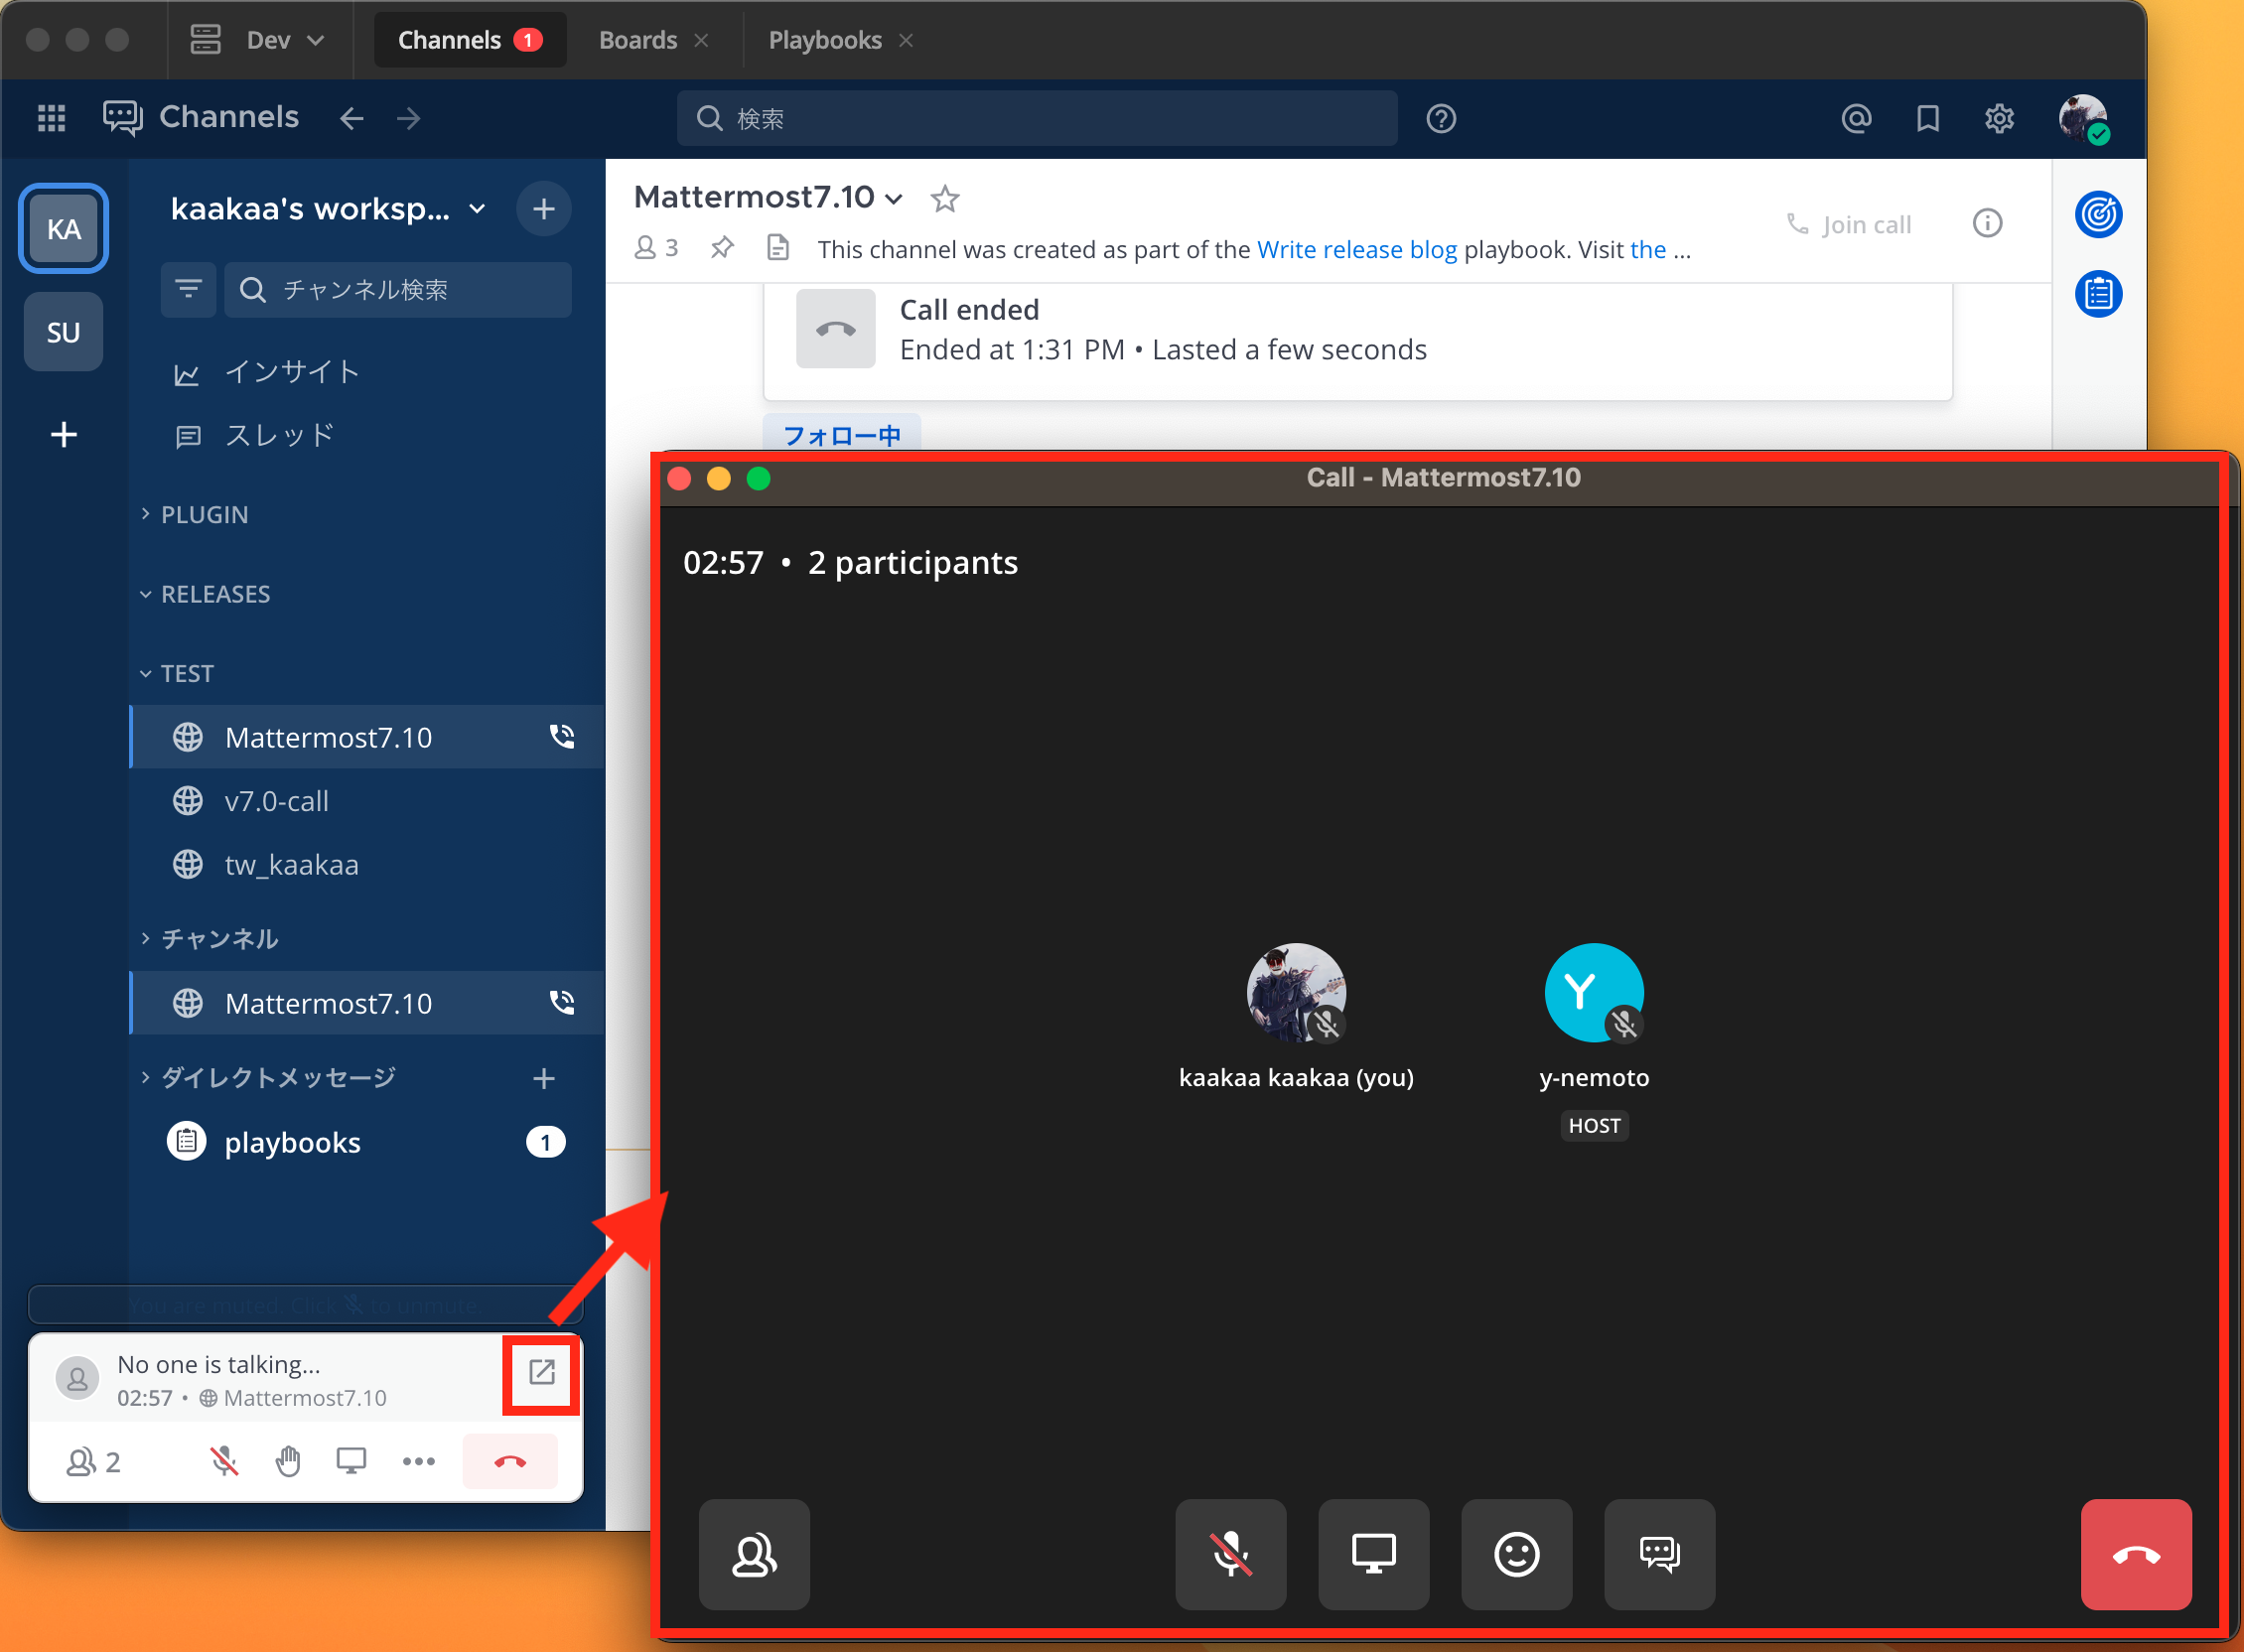 Dev
Channels 1
Boards
Playbooks
Channels
検索
KA
SU
kaakaa's worksp...
チャンネル検索
インサイト
スレッド
PLUGIN
RELEASES
TEST
Mattermost7.10
v7.0-call
tw_kaakaa
チャンネル
Mattermost7.10
ダイレクトメッセージ
playbooks 1
You are muted. Click to unmute.
No one is talking...
02:57 • Mattermost7.10
2
Mattermost7.10
3
This channel was created as part of the Write release blog playbook. Visit the ...
Join call
Call ended
Ended at 1:31 PM • Lasted a few seconds
フォロー中
Call - Mattermost7.10
02:57 • 2 participants
kaakaa kaakaa (you)
Y
y-nemoto
HOST